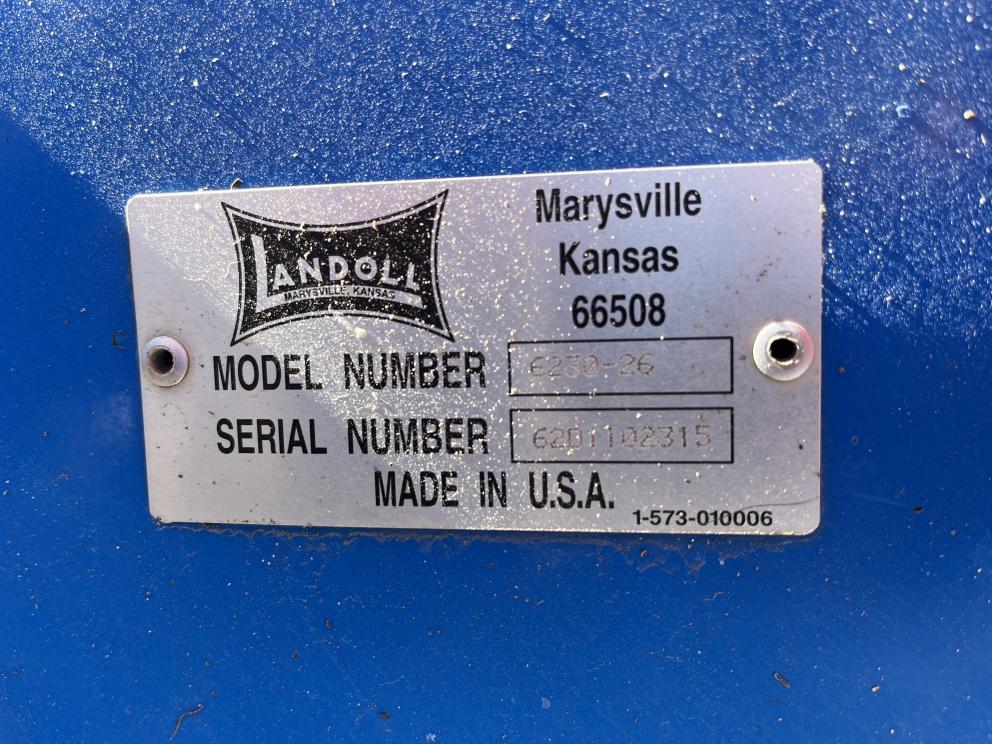 LANDOLL
MARYSVILLE, KANSAS
Marysville
Kansas
66508
MODEL NUMBER 6230-26
SERIAL NUMBER 62D1102315
MADE IN U.S.A.
1-573-010006